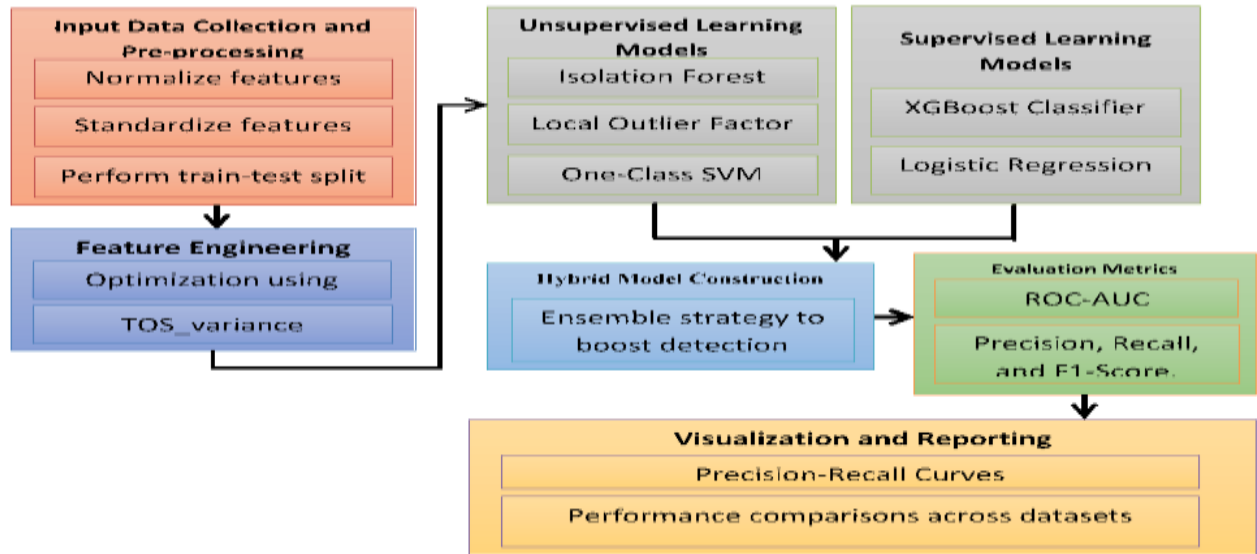 Input Data Collection and
Pre-processing
Normalize features
Standardize features
Perform train-test split
Feature Engineering
Optimization using
TOS_variance
Unsupervised Learning
Models
Isolation Forest
Local Outlier Factor
One-Class SVM
Supervised Learning
Models
XGBoost Classifier
Logistic Regression
Hybrid Model Construction
Ensemble strategy to
boost detection
Evaluation Metrics
ROC-AUC
Precision, Recall,
and F1-Score.
Visualization and Reporting
Precision-Recall Curves
Performance comparisons across datasets